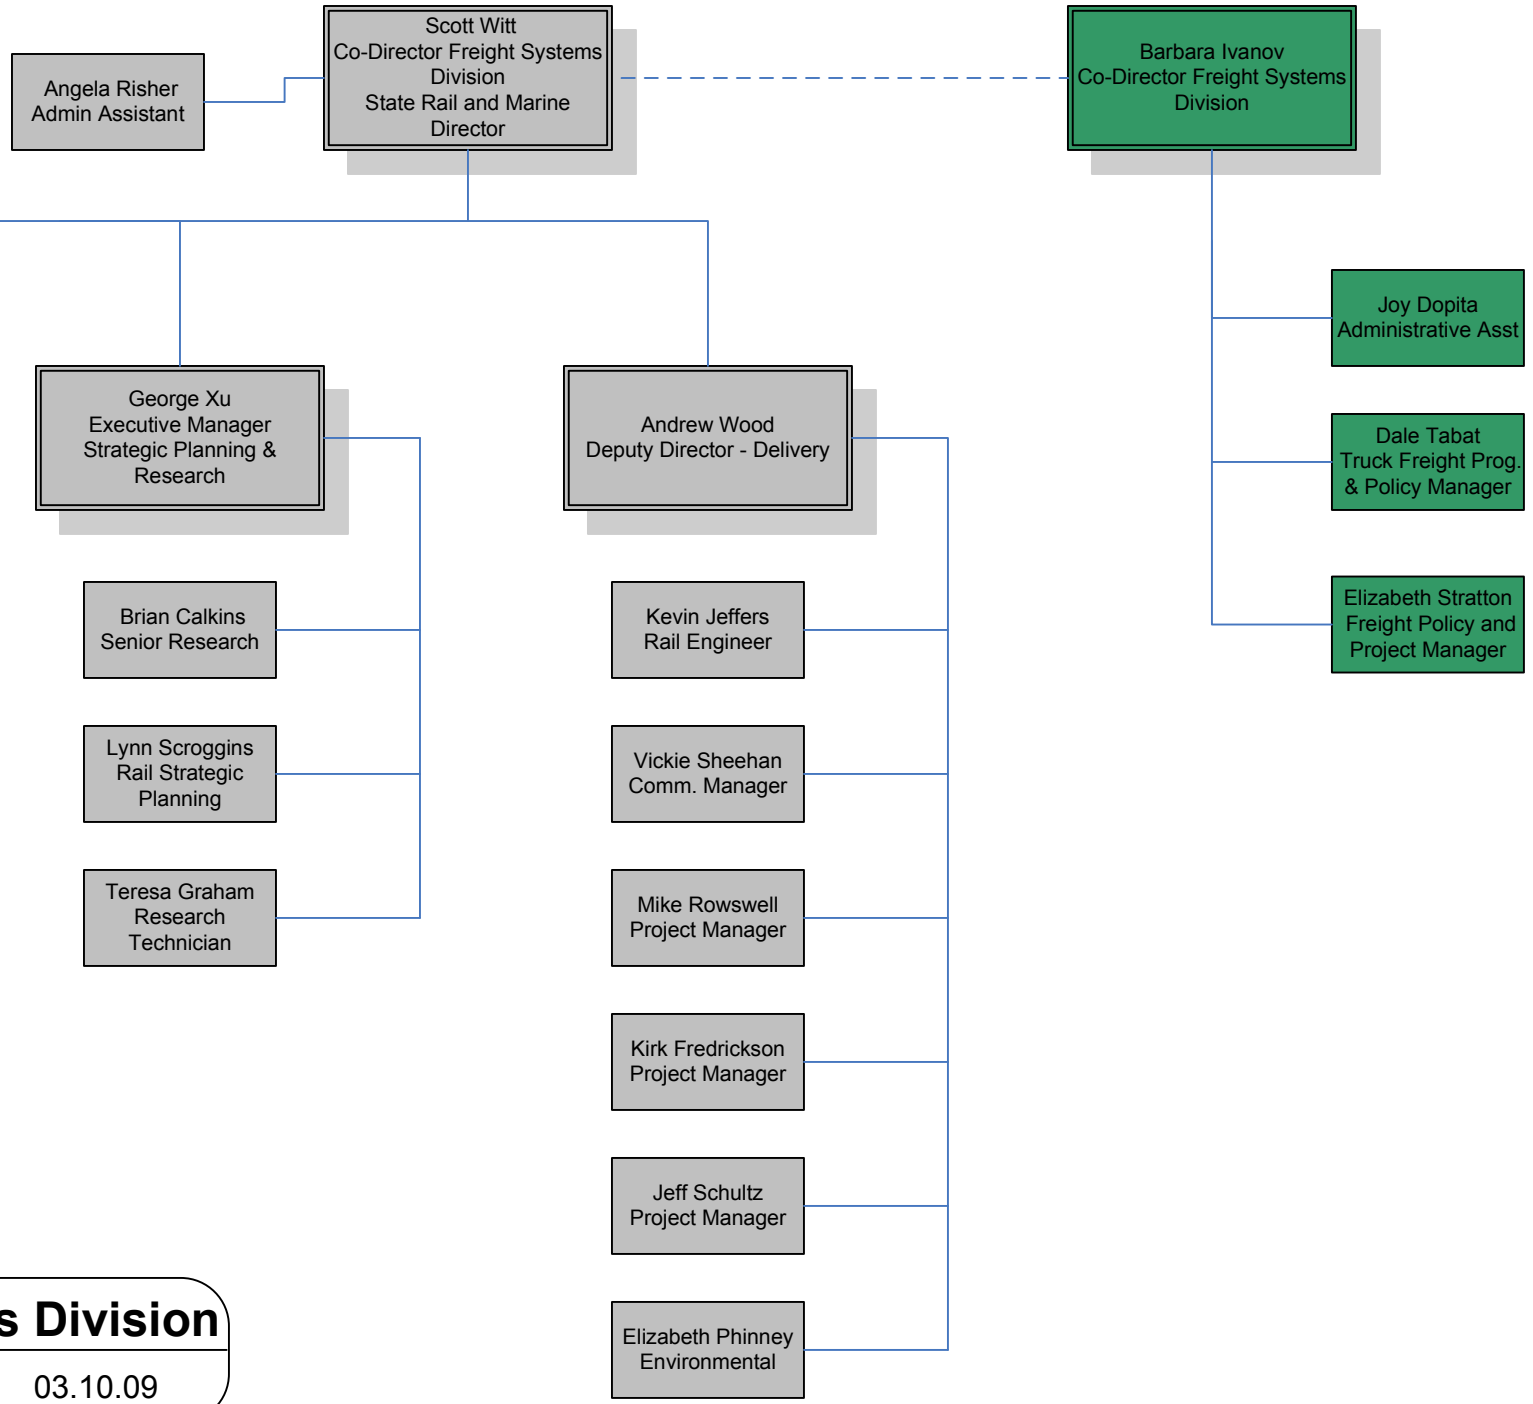 Scott Witt
Co-Director Freight Systems
Division
State Rail and Marine
Director
Angela Risher
Admin Assistant
Barbara Ivanov
Co-Director Freight Systems
Division
Joy Dopita
Administrative Asst
Dale Tabat
Truck Freight Prog.
& Policy Manager
Elizabeth Stratton
Freight Policy and
Project Manager
George Xu
Executive Manager
Strategic Planning &
Research
Brian Calkins
Senior Research
Lynn Scroggins
Rail Strategic
Planning
Teresa Graham
Research
Technician
Andrew Wood
Deputy Director - Delivery
Kevin Jeffers
Rail Engineer
Vickie Sheehan
Comm. Manager
Mike Rowswell
Project Manager
Kirk Fredrickson
Project Manager
Jeff Schultz
Project Manager
Elizabeth Phinney
Environmental
s Division
03.10.09